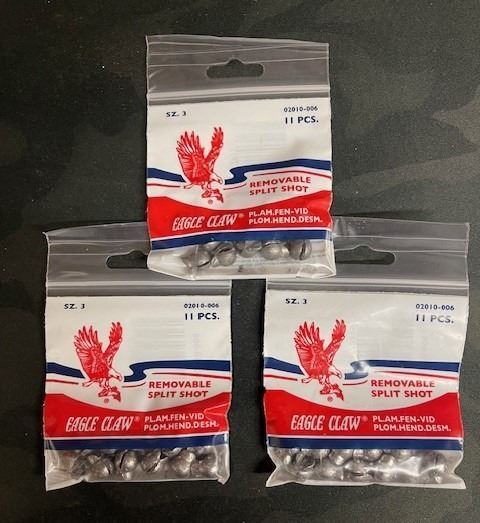 SZ. 3
02010-006
11 PCS.
REMOVABLE
SPLIT SHOT
EAGLE CLAW®
PL.AM.FEN-VID
PLOM.HEND.DESM.
SZ. 3
02010-006
11 PCS.
REMOVABLE
SPLIT SHOT
EAGLE CLAW®
PL.AM.FEN-VID
PLOM.HEND.DESM.
SZ. 3
02010-006
11 PCS.
REMOVABLE
SPLIT SHOT
EAGLE CLAW®
PL.AM.FEN-VID
PLOM.HEND.DESM.